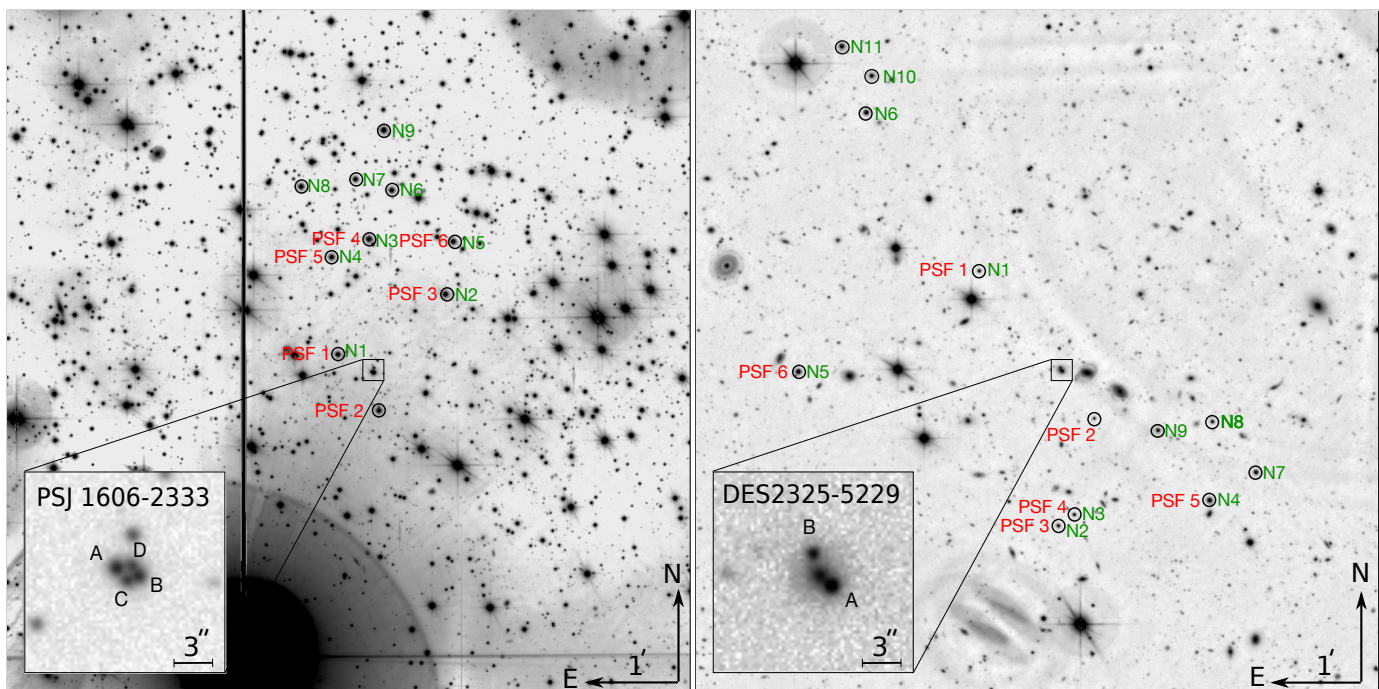 N9
N8
N7
N6
PSF 4
N3
PSF 6
N5
PSF 5
N4
PSF 3
N2
PSF 1
N1
PSF 2
PSJ 1606-2333
A
D
B
C
3″
N
E
1′
N11
N10
N6
PSF 1
N1
PSF 6
N5
PSF 2
N9
N8
N7
PSF 5
N4
PSF 4
N3
PSF 3
N2
DES2325-5229
B
A
3″
N
E
1′